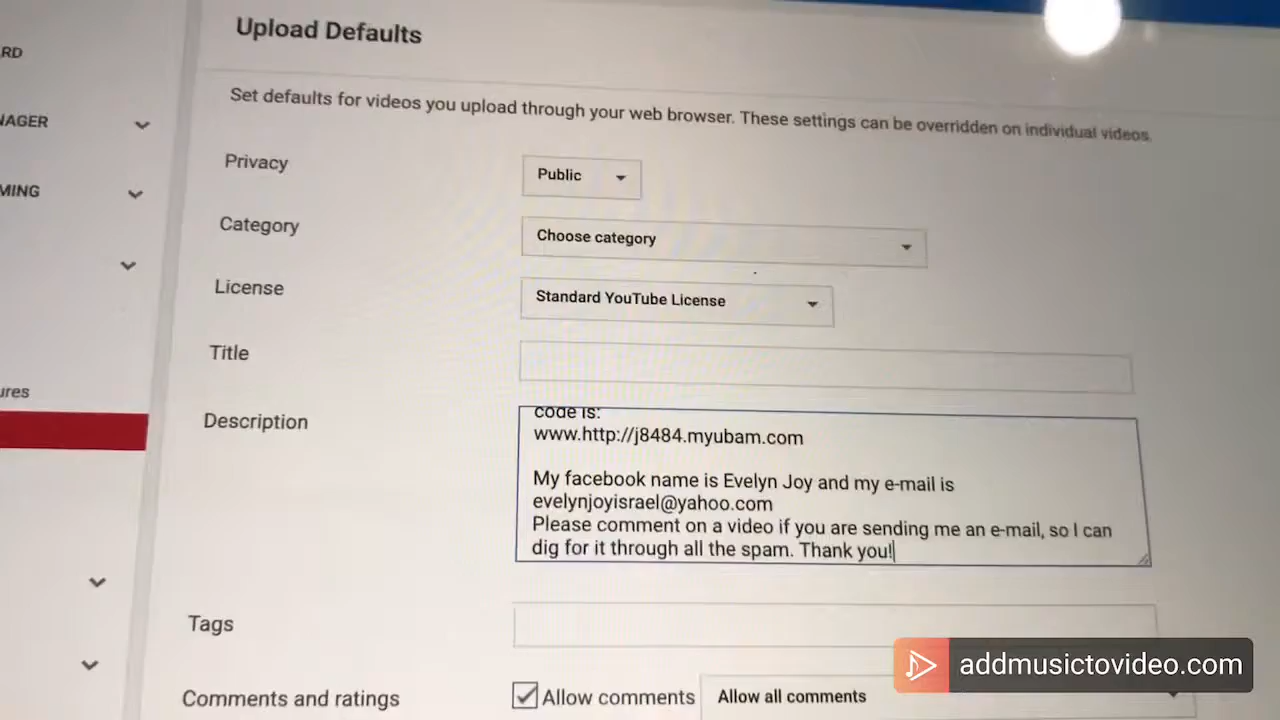 Upload Defaults
RD
Set defaults for videos you upload through your web browser. These settings can be overridden on individual videos.
NAGER
Privacy
Public
MING
Category
Choose category
License
Standard YouTube License
Title
ures
Description
code is:
www.http://j8484.myubam.com
My facebook name is Evelyn Joy and my e-mail is
evelynjoyisrael@yahoo.com
Please comment on a video if you are sending me an e-mail, so I can
dig for it through all the spam. Thank you!
Tags
addmusictovideo.com
Comments and ratings
Allow comments
Allow all comments